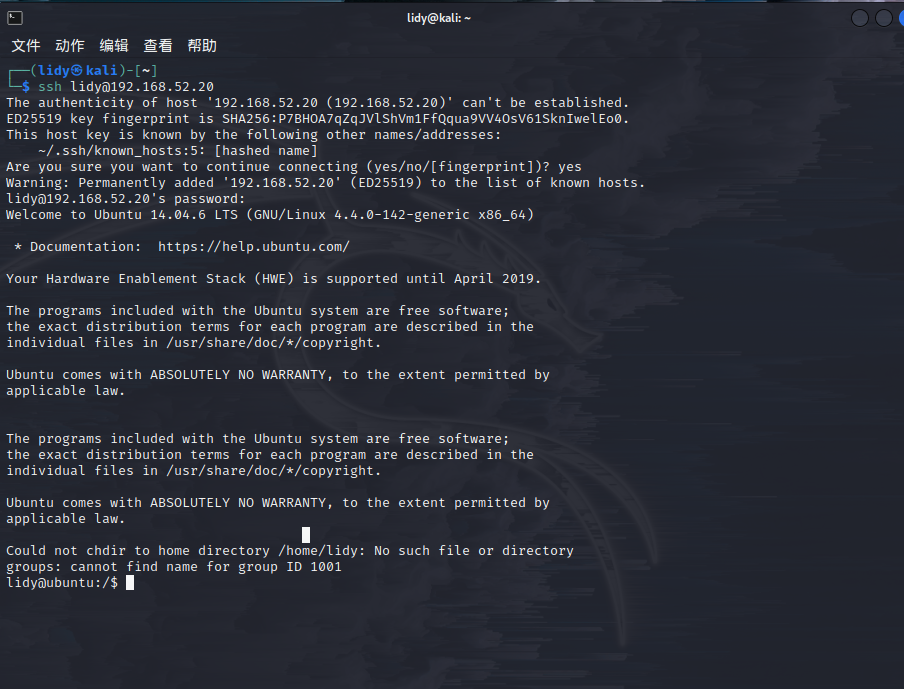 lidy@kali: ~
文件 动作 编辑 查看 帮助
┌──(lidy㉿kali)-[~]
└─$ ssh lidy@192.168.52.20
The authenticity of host '192.168.52.20 (192.168.52.20)' can't be established.
ED25519 key fingerprint is SHA256:P7BHOA7qZqJVlShVm1FfQqua9VV4OsV61SknIwelEo0.
This host key is known by the following other names/addresses:
    ~/.ssh/known_hosts:5: [hashed name]
Are you sure you want to continue connecting (yes/no/[fingerprint])? yes
Warning: Permanently added '192.168.52.20' (ED25519) to the list of known hosts.
lidy@192.168.52.20's password:
Welcome to Ubuntu 14.04.6 LTS (GNU/Linux 4.4.0-142-generic x86_64)
 * Documentation:  https://help.ubuntu.com/
Your Hardware Enablement Stack (HWE) is supported until April 2019.
The programs included with the Ubuntu system are free software;
the exact distribution terms for each program are described in the
individual files in /usr/share/doc/*/copyright.
Ubuntu comes with ABSOLUTELY NO WARRANTY, to the extent permitted by
applicable law.
The programs included with the Ubuntu system are free software;
the exact distribution terms for each program are described in the
individual files in /usr/share/doc/*/copyright.
Ubuntu comes with ABSOLUTELY NO WARRANTY, to the extent permitted by
applicable law.
Could not chdir to home directory /home/lidy: No such file or directory
groups: cannot find name for group ID 1001
lidy@ubuntu:/$